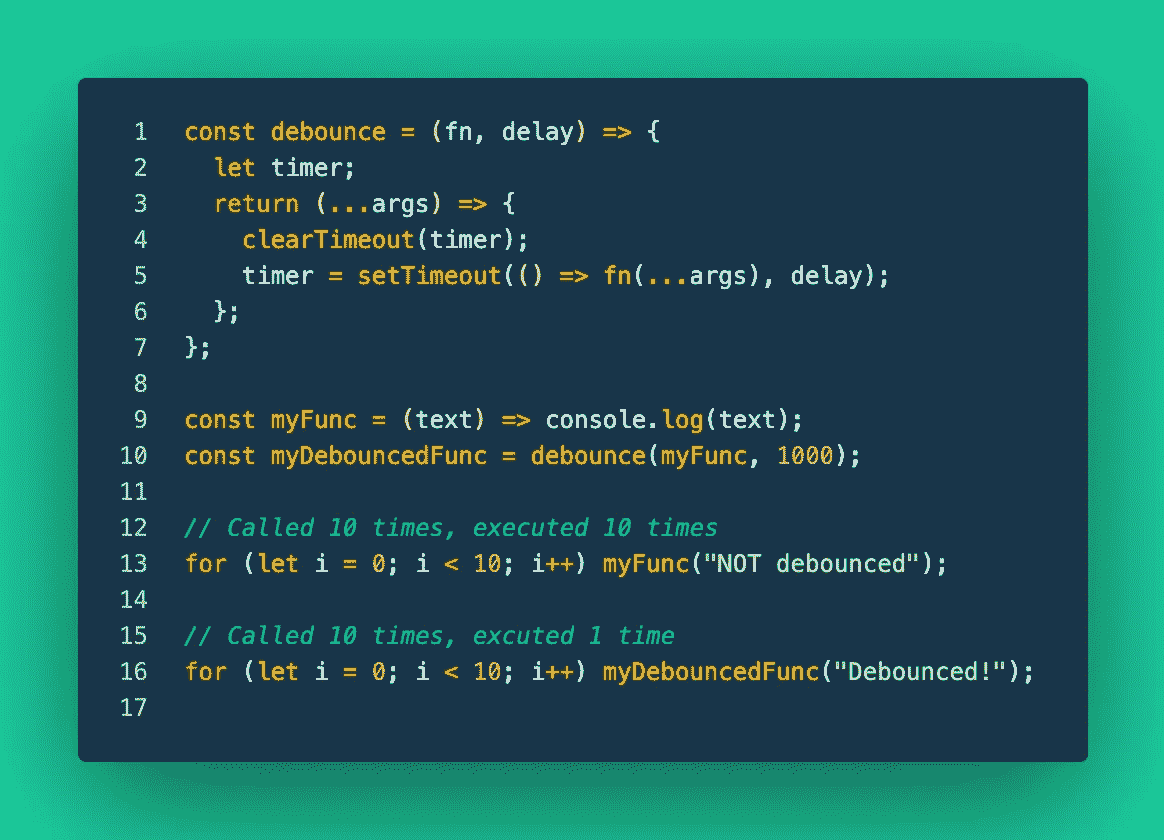 1 const debounce = (fn, delay) => {
2   let timer;
3   return (...args) => {
4     clearTimeout(timer);
5     timer = setTimeout(() => fn(...args), delay);
6   };
7 };
8
9 const myFunc = (text) => console.log(text);
10 const myDebouncedFunc = debounce(myFunc, 1000);
11
12 // Called 10 times, executed 10 times
13 for (let i = 0; i < 10; i++) myFunc("NOT debounced");
14
15 // Called 10 times, excuted 1 time
16 for (let i = 0; i < 10; i++) myDebouncedFunc("Debounced!");
17